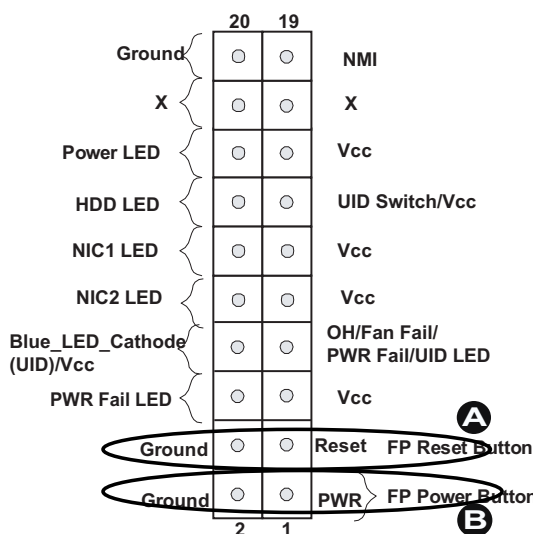 20 19
Ground NMI
X X
Power LED Vcc
HDD LED UID Switch/Vcc
NIC1 LED Vcc
NIC2 LED Vcc
Blue_LED_Cathode
(UID)/Vcc
OH/Fan Fail/
PWR Fail/UID LED
PWR Fail LED Vcc
A
Ground Reset FP Reset Button
Ground PWR FP Power Button
B
2 1